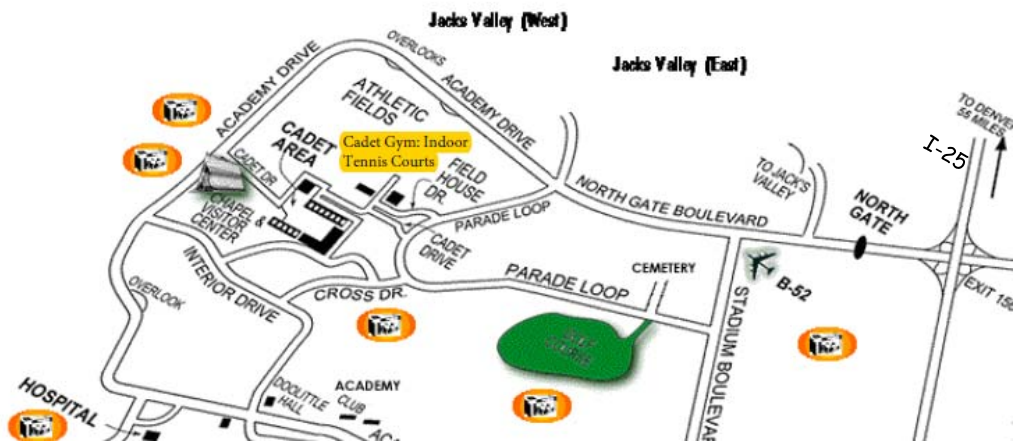 Jacks Valley (West)
Jacks Valley (East)
OVERLOOKS
ACADEMY DRIVE
ACADEMY DRIVE
ATHLETIC
FIELDS
TO DENVER
55 MILES
I-25
CADET
AREA
Cadet Gym: Indoor
Tennis Courts
CADET DR
FIELD
HOUSE
DR.
TO JACK'S
VALLEY
NORTH GATE BOULEVARD
NORTH
GATE
PARADE LOOP
CHAPEL &
VISITOR
CENTER
CADET
DRIVE
INTERIOR DRIVE
OVERLOOK
CROSS DR.
PARADE LOOP
CEMETERY
B-52
STADIUM BOULEVAR
EXIT 156
HOSPITAL
DOOLITTLE
HALL
ACADEMY
CLUB